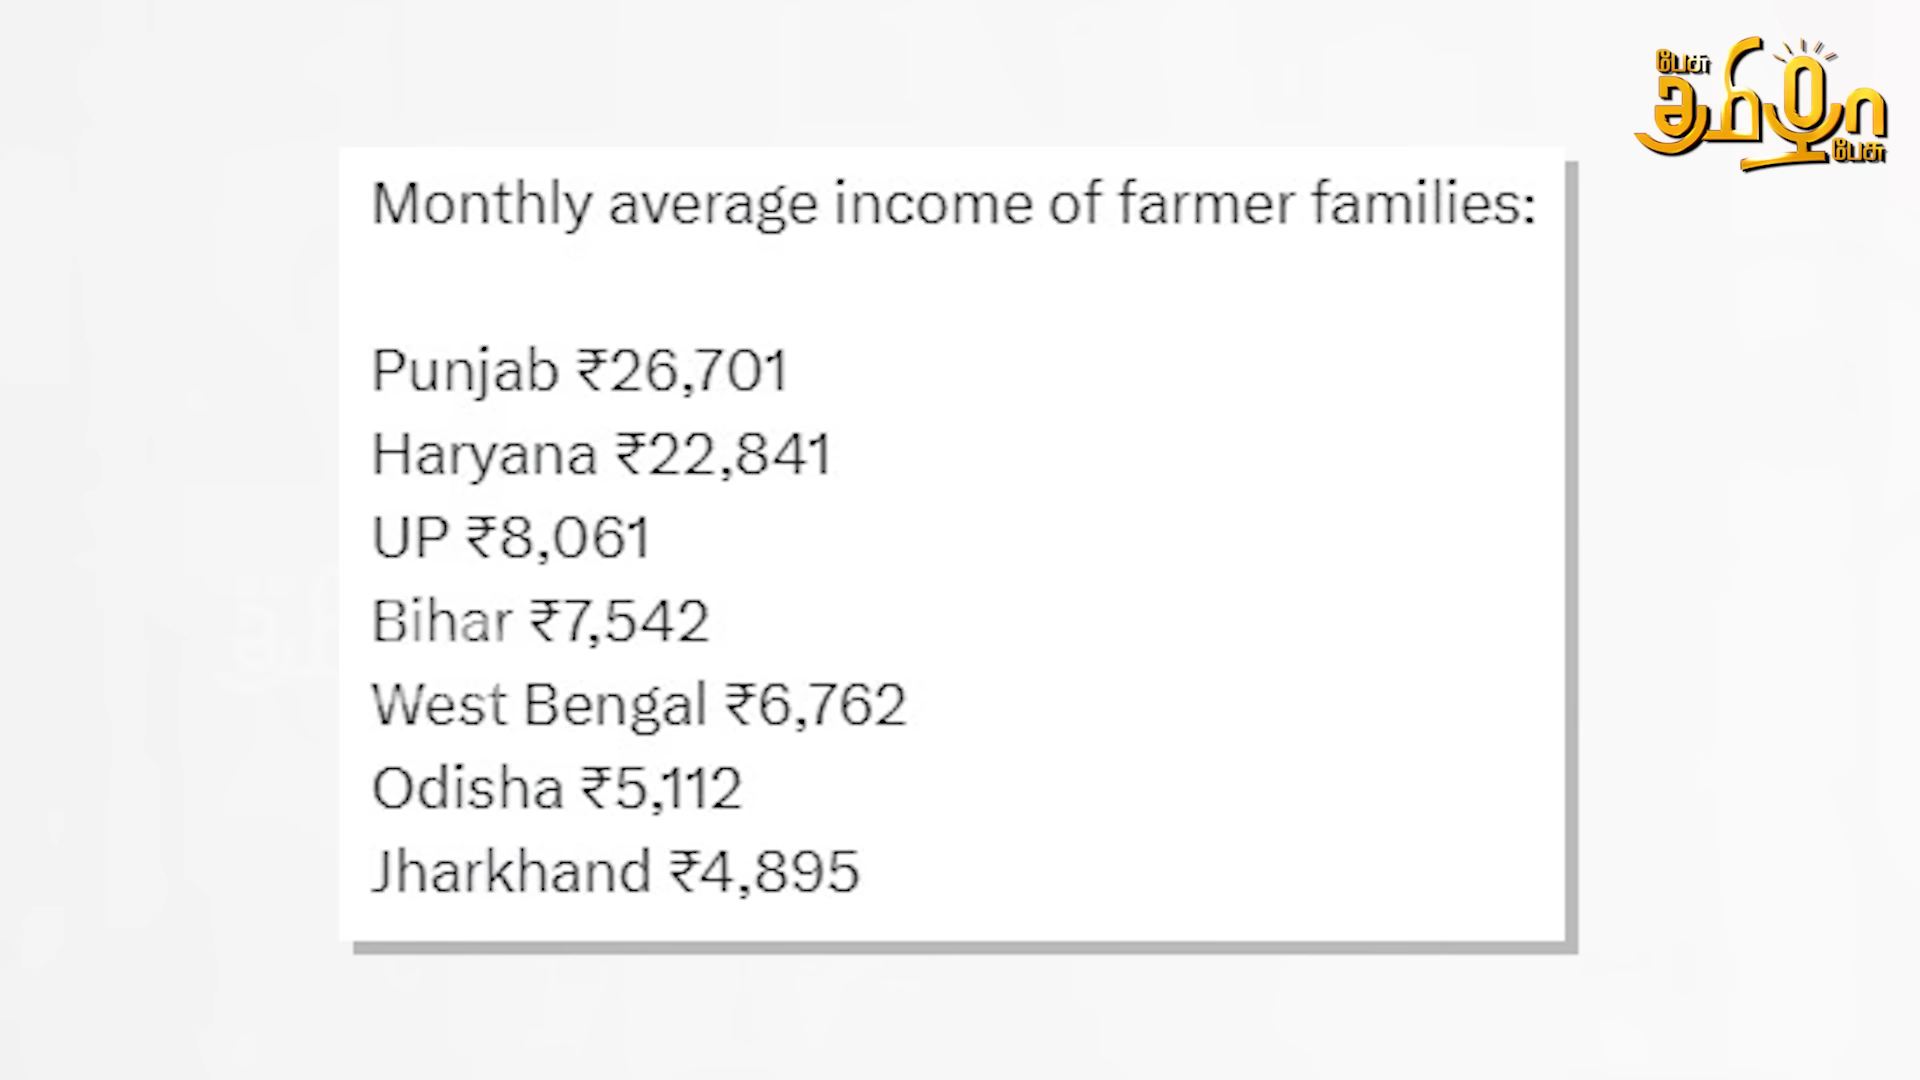 பேசு
தமிழா
பேசு
Monthly average income of farmer families:
Punjab ₹26,701
Haryana ₹22,841
UP ₹8,061
Bihar ₹7,542
West Bengal ₹6,762
Odisha ₹5,112
Jharkhand ₹4,895